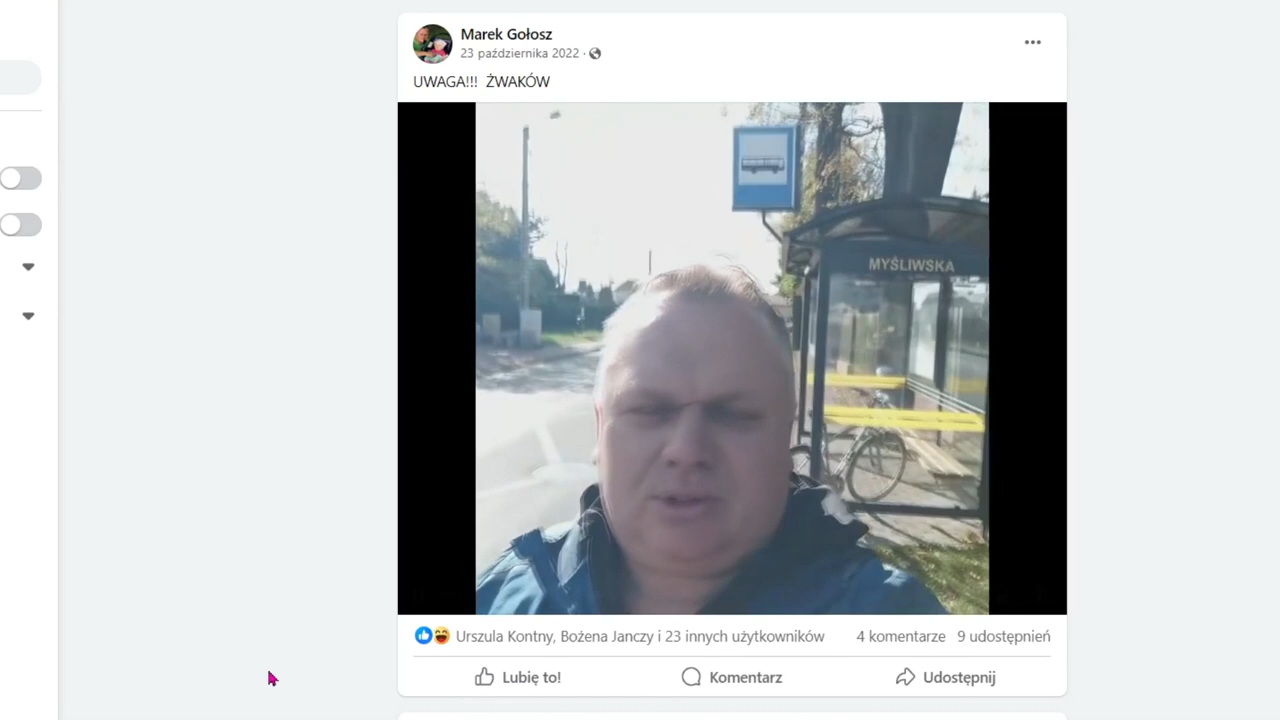 Marek Gołosz
23 października 2022
UWAGA!!! ŻWAKÓW
MYŚLIWSKA
Urszula Kontny, Bożena Janczy i 23 innych użytkowników 4 komentarze 9 udostępnień
Lubię to! Komentarz Udostępnij